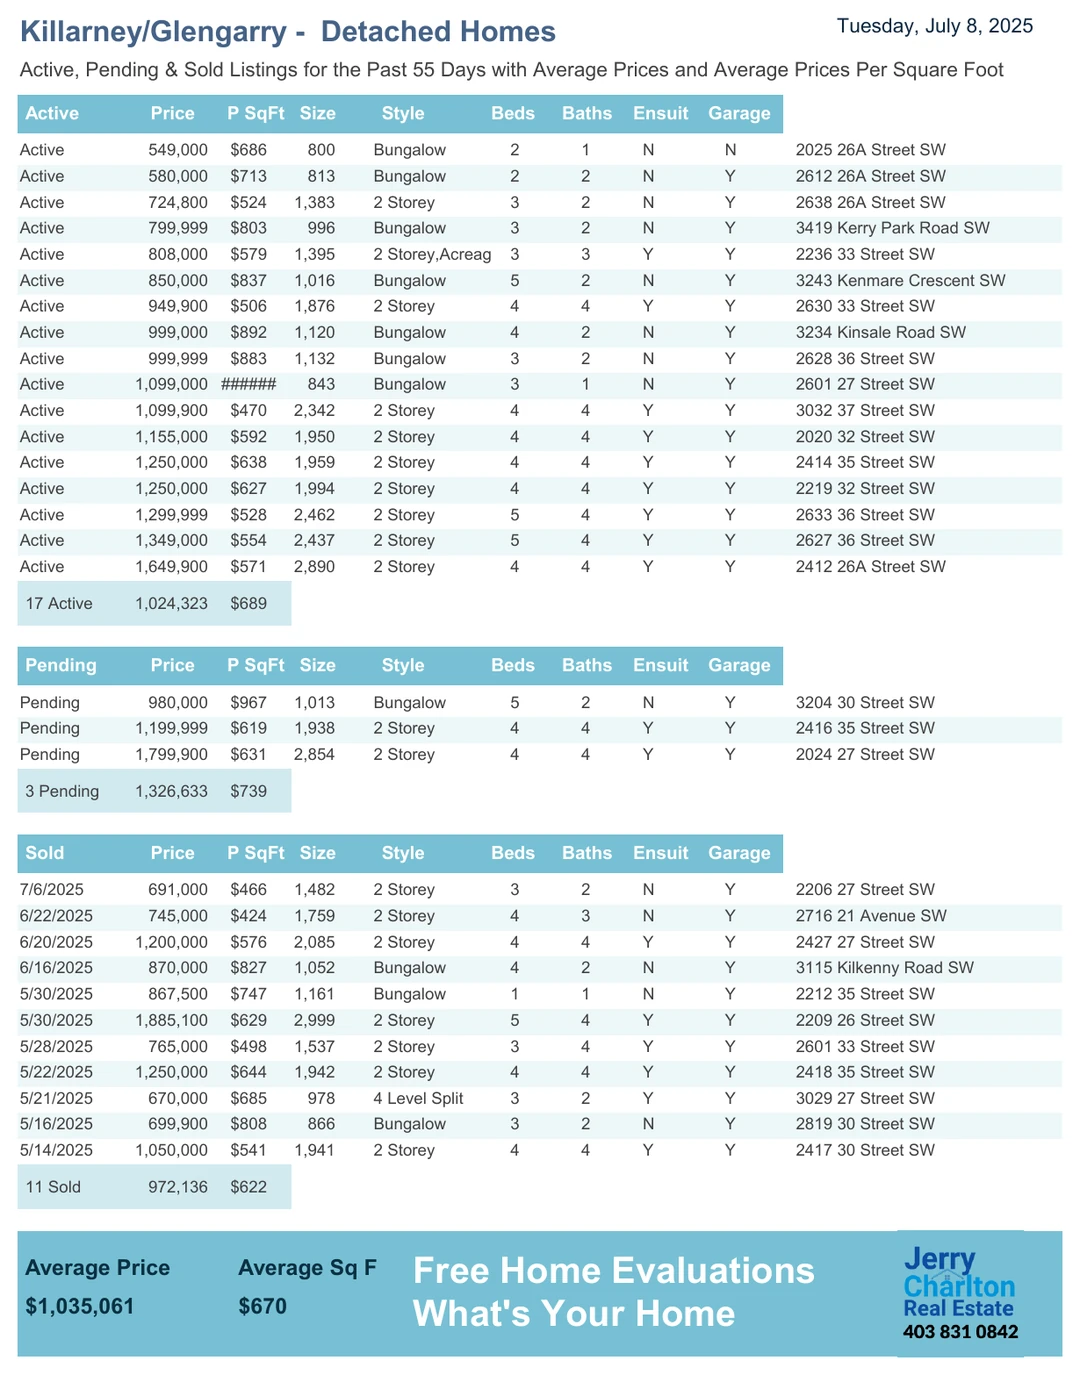 Killarney/Glengarry - Detached Homes
Tuesday, July 8, 2025
Active, Pending & Sold Listings for the Past 55 Days with Average Prices and Average Prices Per Square Foot
Active Price P SqFt Size Style Beds Baths Ensuit Garage
Active 549,000 $686 800 Bungalow 2 1 N N 2025 26A Street SW
Active 580,000 $713 813 Bungalow 2 2 N Y 2612 26A Street SW
Active 724,800 $524 1,383 2 Storey 3 2 N Y 2638 26A Street SW
Active 799,999 $803 996 Bungalow 3 2 N Y 3419 Kerry Park Road SW
Active 808,000 $579 1,395 2 Storey,Acreag 3 3 Y Y 2236 33 Street SW
Active 850,000 $837 1,016 Bungalow 5 2 N Y 3243 Kenmare Crescent SW
Active 949,900 $506 1,876 2 Storey 4 4 Y Y 2630 33 Street SW
Active 999,000 $892 1,120 Bungalow 4 2 N Y 3234 Kinsale Road SW
Active 999,999 $883 1,132 Bungalow 3 2 N Y 2628 36 Street SW
Active 1,099,000 ###### 843 Bungalow 3 1 N Y 2601 27 Street SW
Active 1,099,900 $470 2,342 2 Storey 4 4 Y Y 3032 37 Street SW
Active 1,155,000 $592 1,950 2 Storey 4 4 Y Y 2020 32 Street SW
Active 1,250,000 $638 1,959 2 Storey 4 4 Y Y 2414 35 Street SW
Active 1,250,000 $627 1,994 2 Storey 4 4 Y Y 2219 32 Street SW
Active 1,299,999 $528 2,462 2 Storey 5 4 Y Y 2633 36 Street SW
Active 1,349,000 $554 2,437 2 Storey 5 4 Y Y 2627 36 Street SW
Active 1,649,900 $571 2,890 2 Storey 4 4 Y Y 2412 26A Street SW
17 Active 1,024,323 $689
Pending Price P SqFt Size Style Beds Baths Ensuit Garage
Pending 980,000 $967 1,013 Bungalow 5 2 N Y 3204 30 Street SW
Pending 1,199,999 $619 1,938 2 Storey 4 4 Y Y 2416 35 Street SW
Pending 1,799,900 $631 2,854 2 Storey 4 4 Y Y 2024 27 Street SW
3 Pending 1,326,633 $739
Sold Price P SqFt Size Style Beds Baths Ensuit Garage
7/6/2025 691,000 $466 1,482 2 Storey 3 2 N Y 2206 27 Street SW
6/22/2025 745,000 $424 1,759 2 Storey 4 3 N Y 2716 21 Avenue SW
6/20/2025 1,200,000 $576 2,085 2 Storey 4 4 Y Y 2427 27 Street SW
6/16/2025 870,000 $827 1,052 Bungalow 4 2 N Y 3115 Kilkenny Road SW
5/30/2025 867,500 $747 1,161 Bungalow 1 1 N Y 2212 35 Street SW
5/30/2025 1,885,100 $629 2,999 2 Storey 5 4 Y Y 2209 26 Street SW
5/28/2025 765,000 $498 1,537 2 Storey 3 4 Y Y 2601 33 Street SW
5/22/2025 1,250,000 $644 1,942 2 Storey 4 4 Y Y 2418 35 Street SW
5/21/2025 670,000 $685 978 4 Level Split 3 2 Y Y 3029 27 Street SW
5/16/2025 699,900 $808 866 Bungalow 3 2 N Y 2819 30 Street SW
5/14/2025 1,050,000 $541 1,941 2 Storey 4 4 Y Y 2417 30 Street SW
11 Sold 972,136 $622
Average Price Average Sq F
$1,035,061 $670
Free Home Evaluations
What's Your Home
Jerry
Charlton
Real Estate
403 831 0842